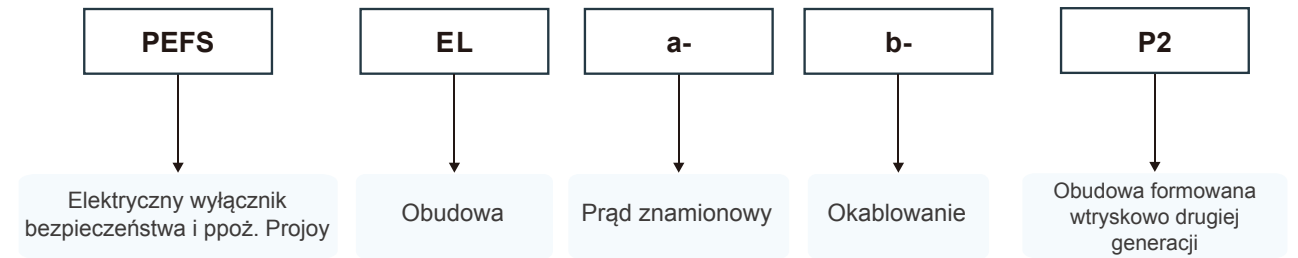 PEFS EL a- b- P2
Elektryczny wyłącznik
bezpieczeństwa i ppoż. Projoy
Obudowa
Prąd znamionowy
Okablowanie
Obudowa formowana
wtryskowo drugiej
generacji